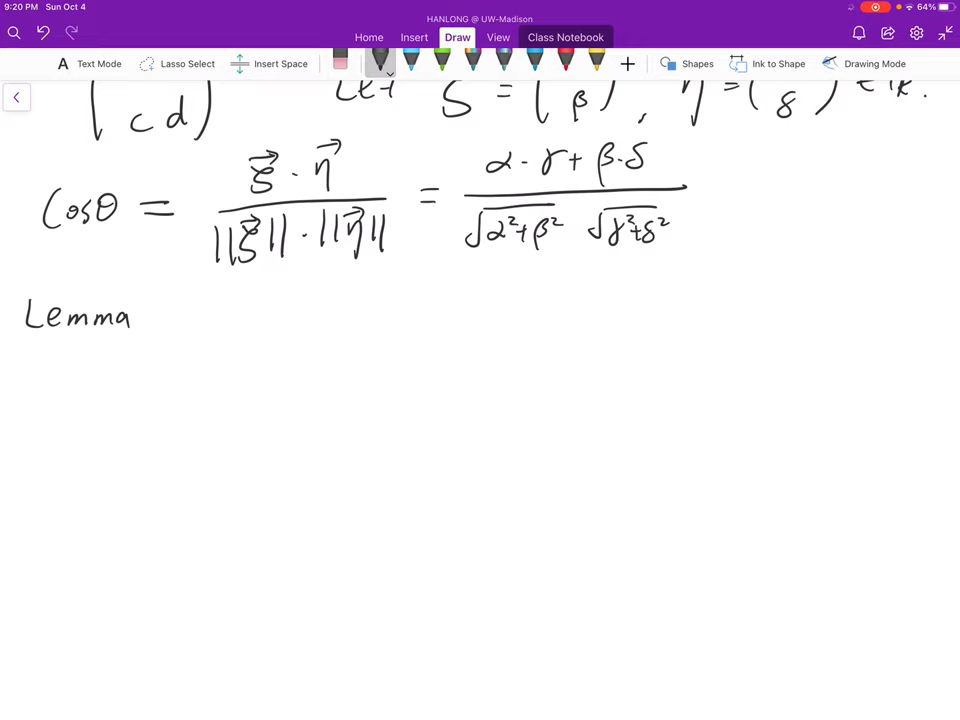 9:20 PM Sun Oct 4
64%
HANLONG @ UW-Madison
Home Insert Draw View Class Notebook
Text Mode Lasso Select Insert Space Shapes Ink to Shape Drawing Mode
c d ) Let ξ = ( β ) , η = ( δ ) ∈ ℝ .
cosθ = ξ⃗ · η⃗ / ||ξ⃗|| · ||η⃗|| = α · γ + β · δ / √α²+β² √γ²+δ²
Lemma